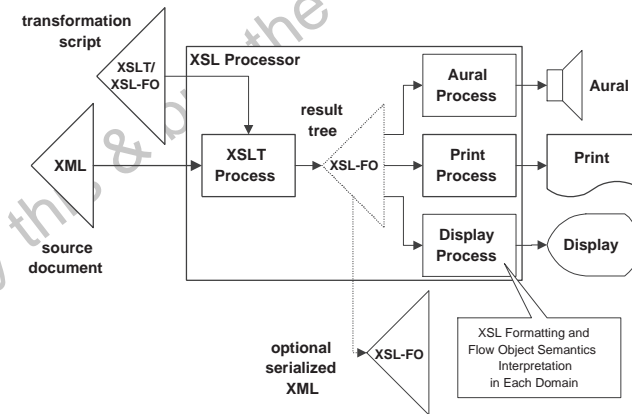 transformation
script
XSLT/
XSL-FO
XSL Processor
Aural
Process
Aural
result
tree
XML
XSLT
Process
XSL-FO
Print
Process
Print
source
document
Display
Process
Display
optional
serialized
XML
XSL-FO
XSL Formatting and
Flow Object Semantics
Interpretation
in Each Domain
this & b
the